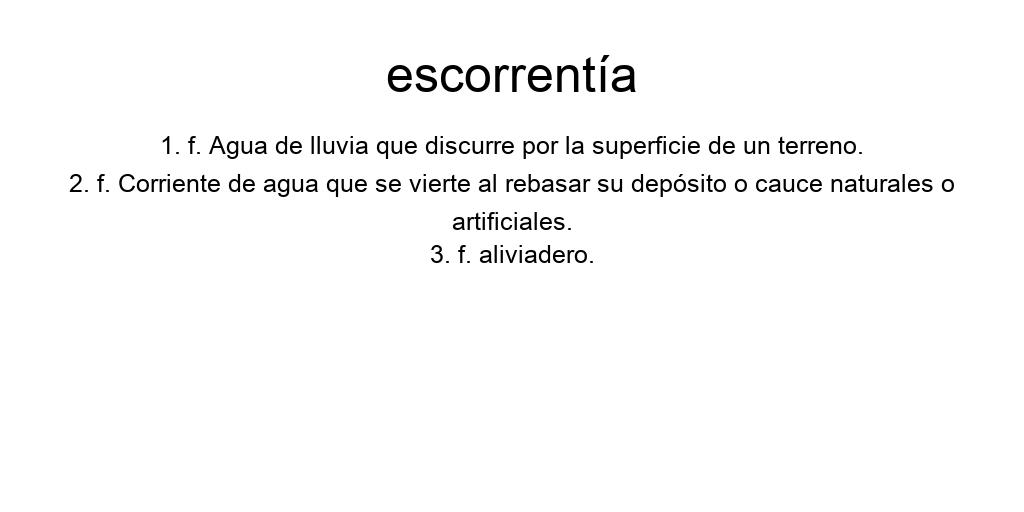 escorrentía
1. f. Agua de lluvia que discurre por la superficie de un terreno.
2. f. Corriente de agua que se vierte al rebasar su depósito o cauce naturales o
artificiales.
3. f. aliviadero.